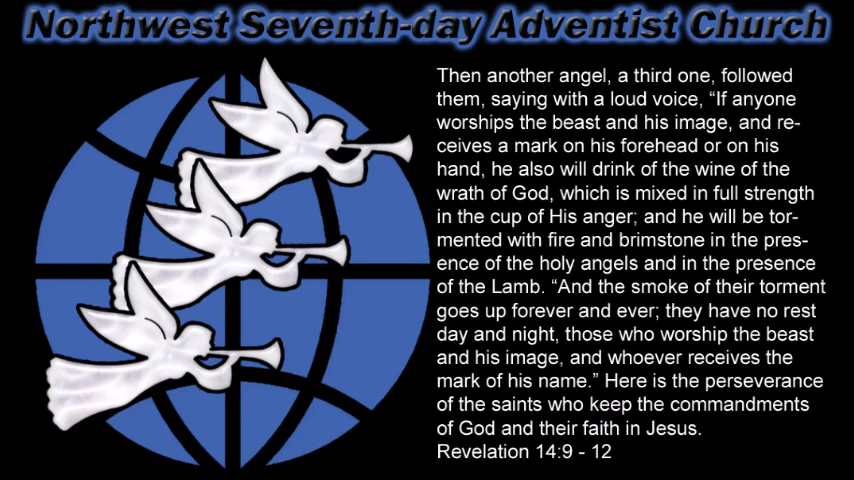 Northwest Seventh-day Adventist Church
Then another angel, a third one, followed
them, saying with a loud voice, “If anyone
worships the beast and his image, and re-
ceives a mark on his forehead or on his
hand, he also will drink of the wine of the
wrath of God, which is mixed in full strength
in the cup of His anger; and he will be tor-
mented with fire and brimstone in the pres-
ence of the holy angels and in the presence
of the Lamb. “And the smoke of their torment
goes up forever and ever; they have no rest
day and night, those who worship the beast
and his image, and whoever receives the
mark of his name.” Here is the perseverance
of the saints who keep the commandments
of God and their faith in Jesus.
Revelation 14:9 - 12